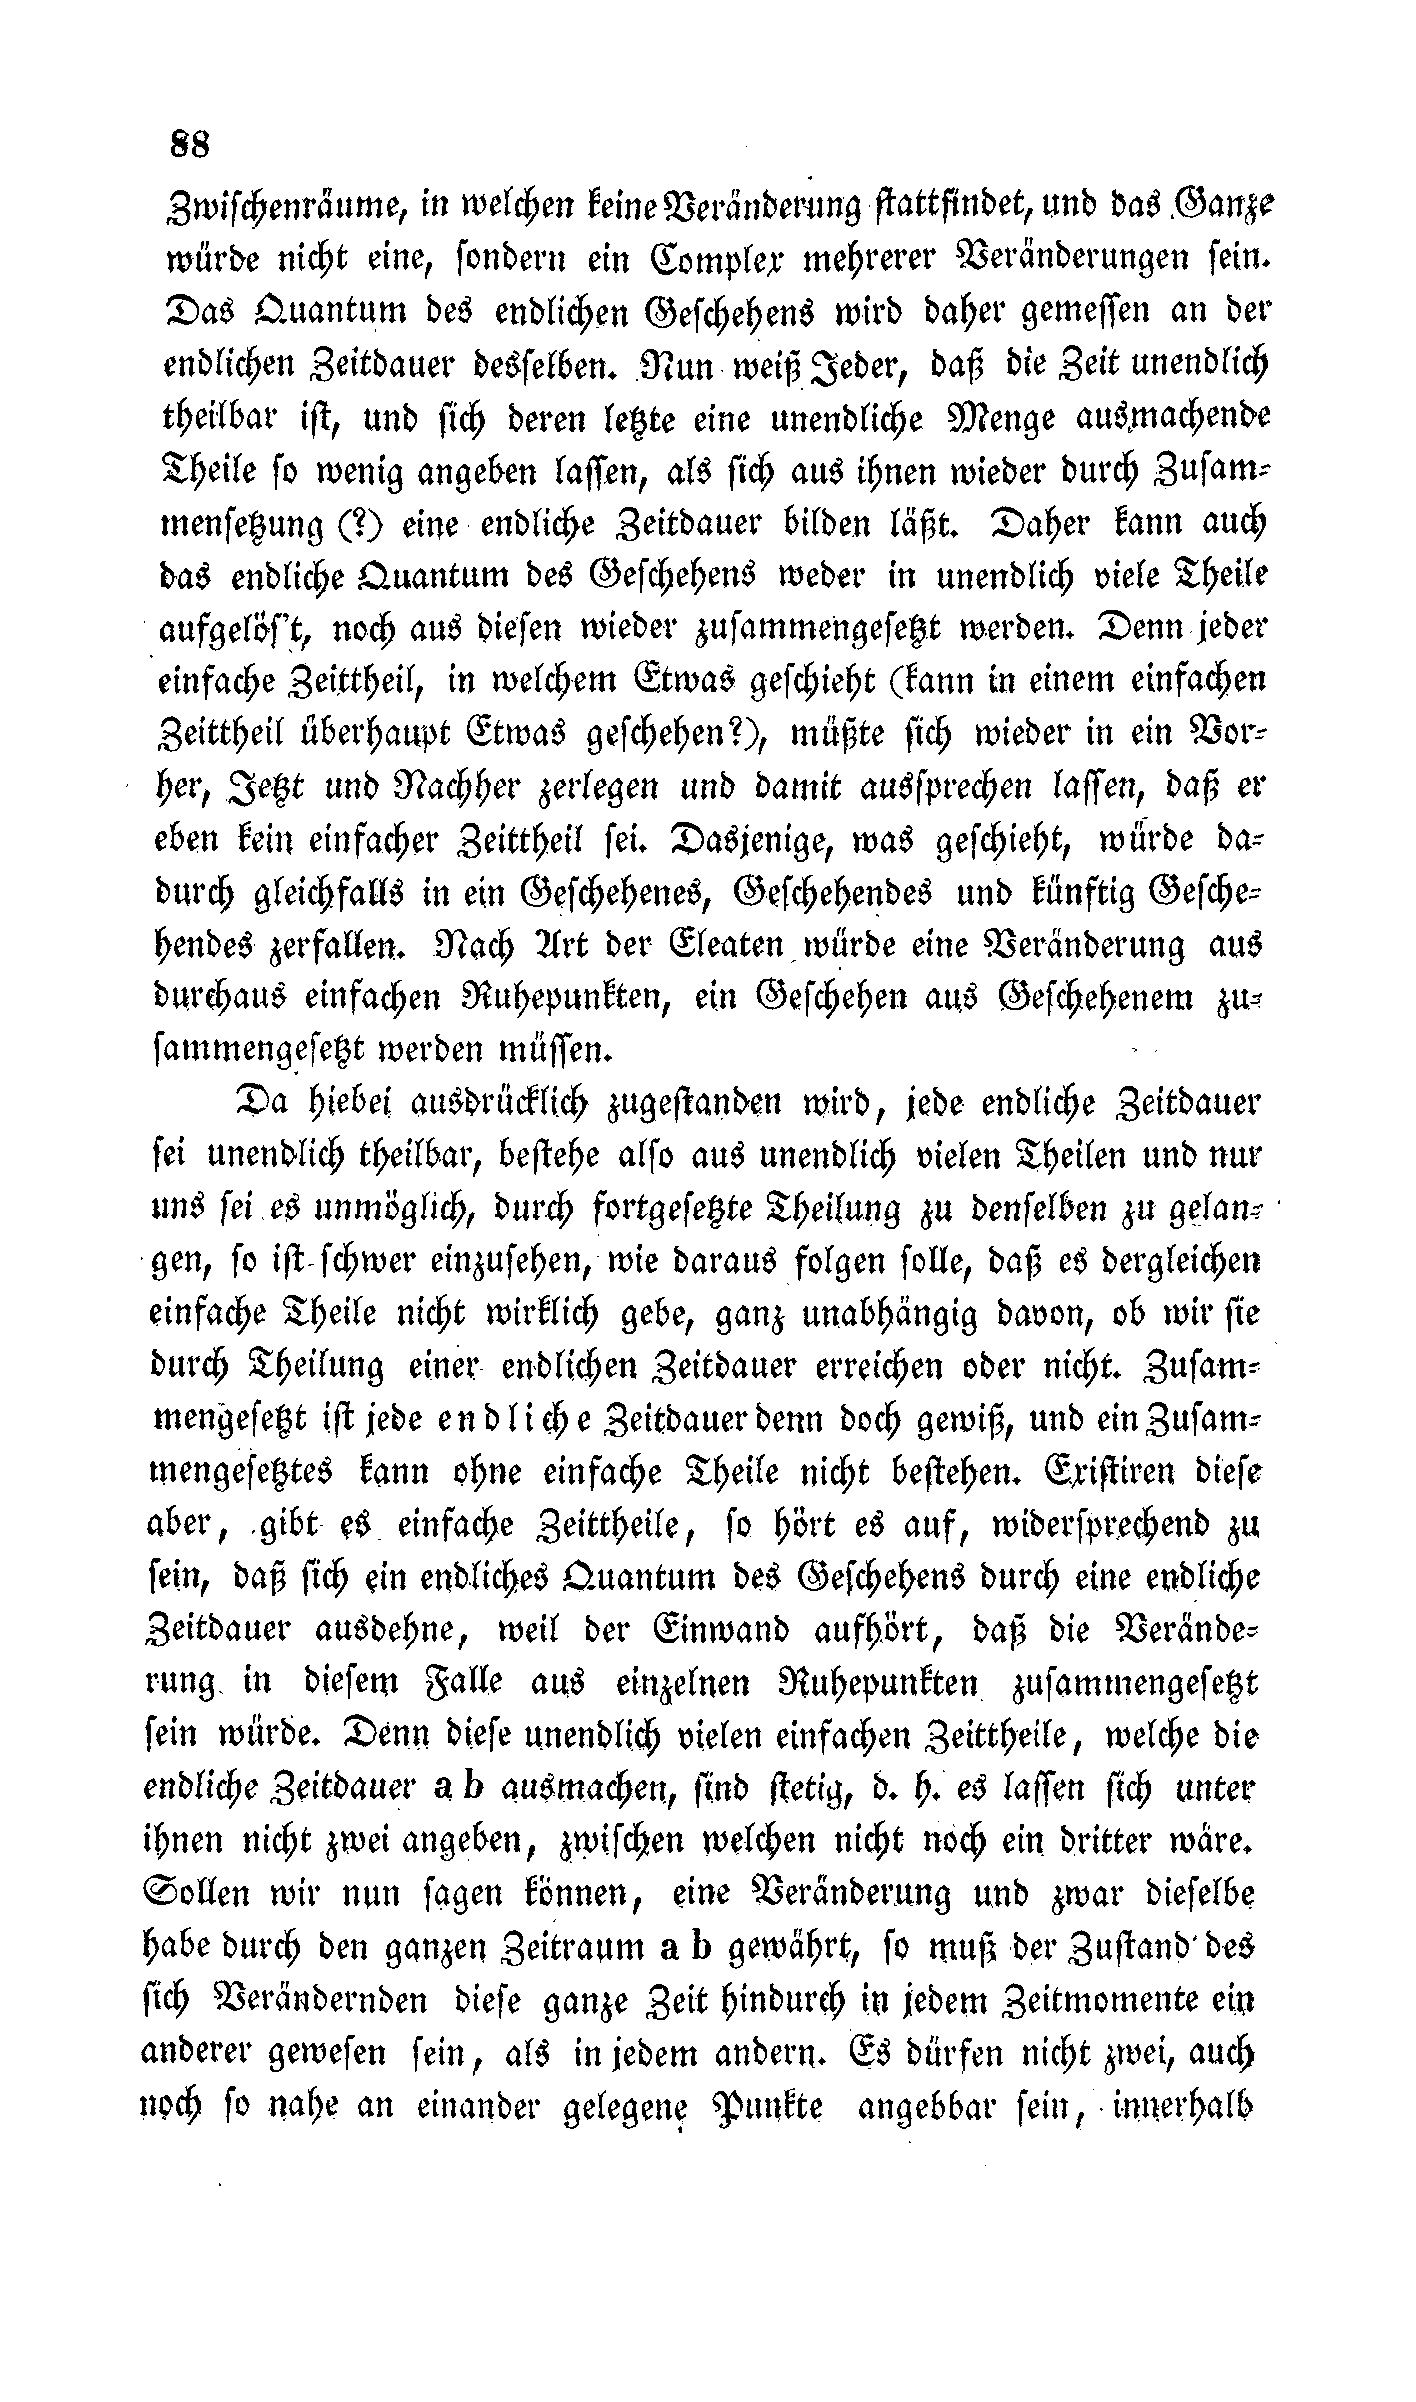 88
Zwischenräume, in welchen keine Veränderung stattfindet, und das Ganze
würde nicht eine, sondern ein Complex mehrerer Veränderungen sein.
Das Quantum des endlichen Geschehens wird daher gemessen an der
endlichen Zeitdauer desselben. Nun weiß Jeder, daß die Zeit unendlich
theilbar ist, und sich deren letzte eine unendliche Menge ausmachende
Theile so wenig angeben lassen, als sich aus ihnen wieder durch Zusam-
mensetzung (?) eine endliche Zeitdauer bilden läßt. Daher kann auch
das endliche Quantum des Geschehens weder in unendlich viele Theile
aufgelös't, noch aus diesen wieder zusammengesetzt werden. Denn jeder
einfache Zeittheil, in welchem Etwas geschieht (kann in einem einfachen
Zeittheil überhaupt Etwas geschehen?), müßte sich wieder in ein Vor-
her, Jetzt und Nachher zerlegen und damit aussprechen lassen, daß er
eben kein einfacher Zeittheil sei. Dasjenige, was geschieht, würde da-
durch gleichfalls in ein Geschehenes, Geschehendes und künftig Gesche-
hendes zerfallen. Nach Art der Eleaten würde eine Veränderung aus
durchaus einfachen Ruhepunkten, ein Geschehen aus Geschehenem zu-
sammengesetzt werden müssen.
Da hiebei ausdrücklich zugestanden wird, jede endliche Zeitdauer
sei unendlich theilbar, bestehe also aus unendlich vielen Theilen und nur
uns sei es unmöglich, durch fortgesetzte Theilung zu denselben zu gelan-
gen, so ist schwer einzusehen, wie daraus folgen solle, daß es dergleichen
einfache Theile nicht wirklich gebe, ganz unabhängig davon, ob wir sie
durch Theilung einer endlichen Zeitdauer erreichen oder nicht. Zusam-
mengesetzt ist jede endliche Zeitdauer denn doch gewiß, und ein Zusam-
mengesetztes kann ohne einfache Theile nicht bestehen. Existiren diese
aber, gibt es einfache Zeittheile, so hört es auf, widersprechend zu
sein, daß sich ein endliches Quantum des Geschehens durch eine endliche
Zeitdauer ausdehne, weil der Einwand aufhört, daß die Verände-
rung in diesem Falle aus einzelnen Ruhepunkten zusammengesetzt
sein würde. Denn diese unendlich vielen einfachen Zeittheile, welche die
endliche Zeitdauer a b ausmachen, sind stetig, d. h. es lassen sich unter
ihnen nicht zwei angeben, zwischen welchen nicht noch ein dritter wäre.
Sollen wir nun sagen können, eine Veränderung und zwar dieselbe
habe durch den ganzen Zeitraum a b gewährt, so muß der Zustand des
sich Verändernden diese ganze Zeit hindurch in jedem Zeitmomente ein
anderer gewesen sein, als in jedem andern. Es dürfen nicht zwei, auch
noch so nahe an einander gelegene Punkte angebbar sein, innerhalb